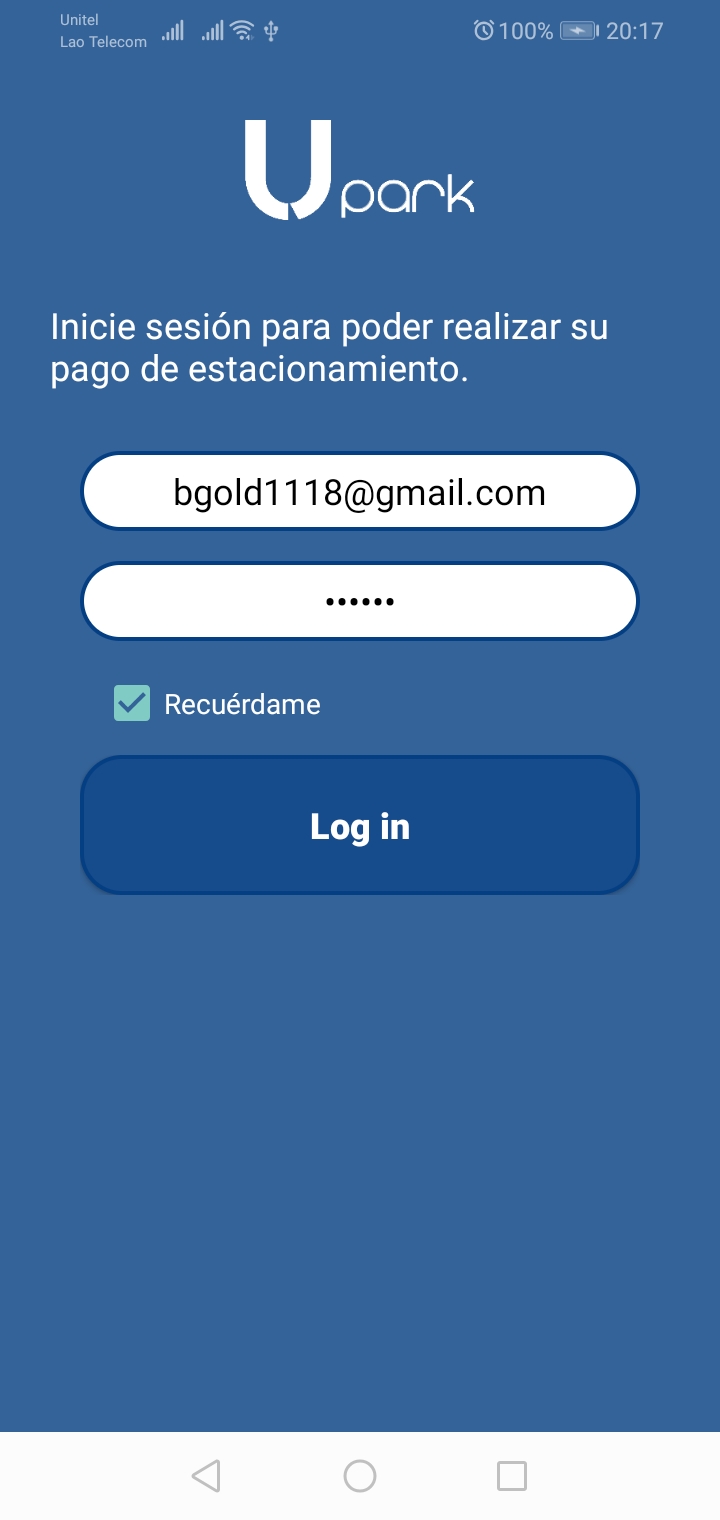 Unitel
Lao Telecom
100%
20:17
Upark
Inicie sesión para poder realizar su
pago de estacionamiento.
bgold1118@gmail.com
••••••
Recuérdame
Log in